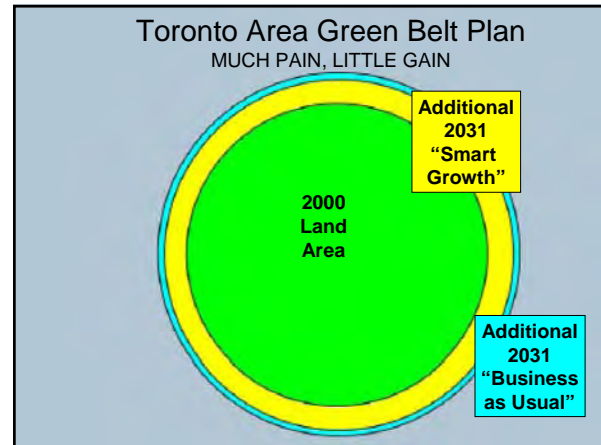 Toronto Area Green Belt Plan
MUCH PAIN, LITTLE GAIN
Additional
2031
“Smart
Growth”
2000
Land
Area
Additional
2031
“Business
as Usual”